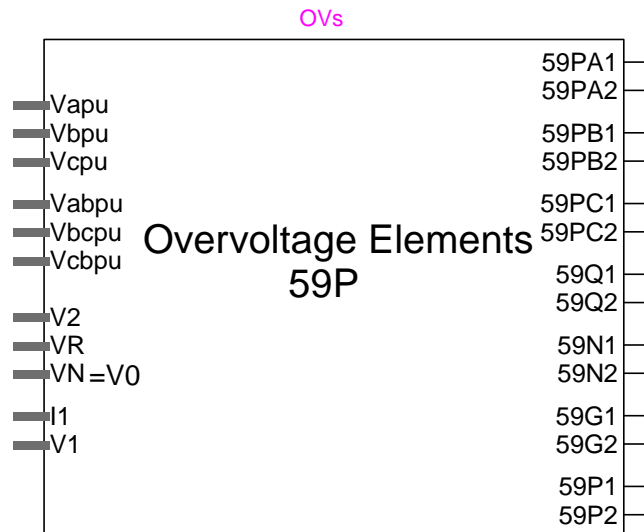 OVs
Vapu
Vbpu
Vcpu
Vabpu
Vbcpu
Vcbpu
V2
VR
VN =V0
I1
V1
Overvoltage Elements
59P
59PA1
59PA2
59PB1
59PB2
59PC1
59PC2
59Q1
59Q2
59N1
59N2
59G1
59G2
59P1
59P2